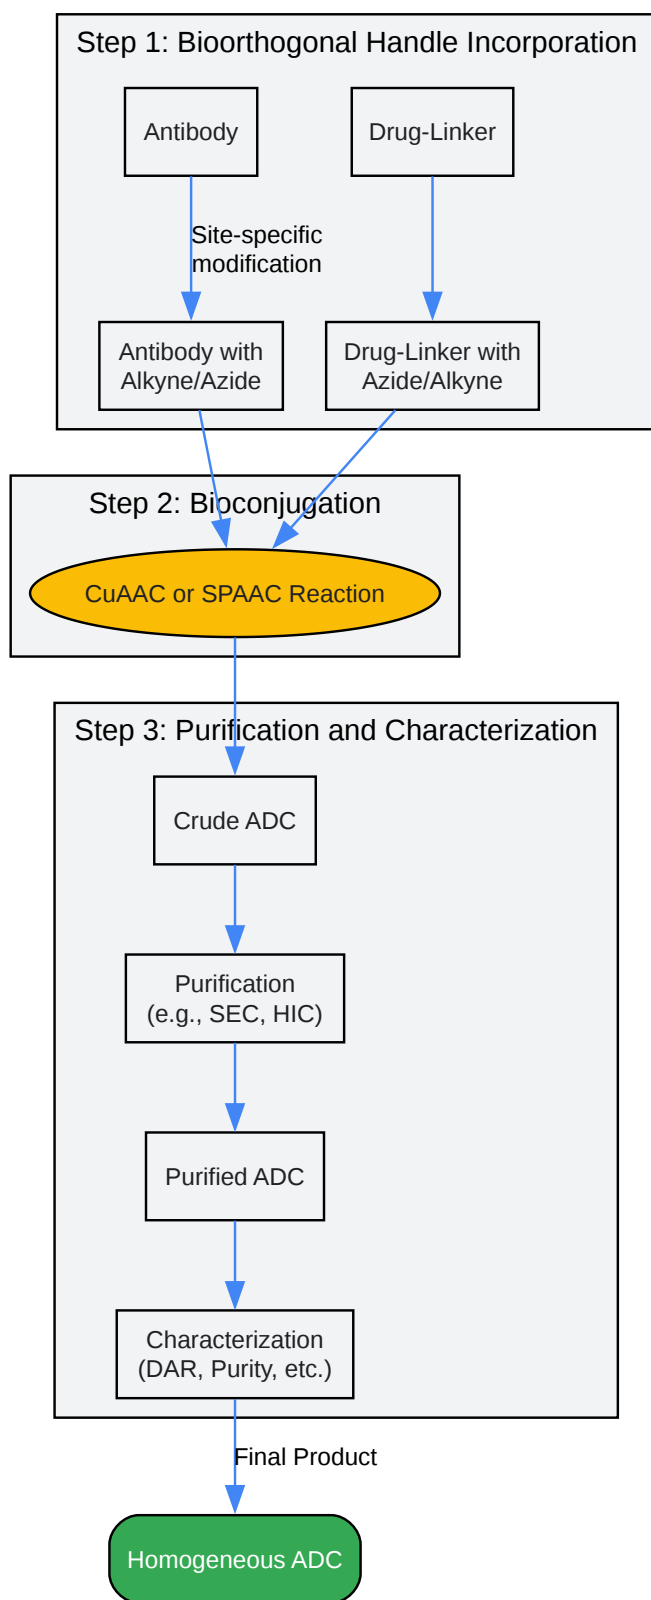 Step 1: Bioorthogonal Handle Incorporation
Antibody
Drug-Linker
Site-specific
modification
Antibody with
Alkyne/Azide
Drug-Linker with
Azide/Alkyne
Step 2: Bioconjugation
CuAAC or SPAAC Reaction
Step 3: Purification and Characterization
Crude ADC
Purification
(e.g., SEC, HIC)
Purified ADC
Characterization
(DAR, Purity, etc.)
Final Product
Homogeneous ADC